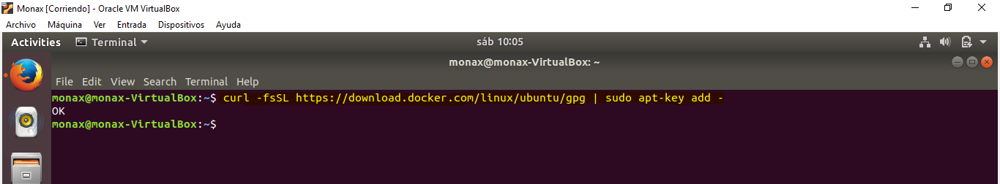 Monax [Corriendo] - Oracle VM VirtualBox
Archivo Máquina Ver Entrada Dispositivos Ayuda
Activities Terminal sáb 10:05
monax@monax-VirtualBox: ~
File Edit View Search Terminal Help
monax@monax-VirtualBox:~$ curl -fsSL https://download.docker.com/linux/ubuntu/gpg | sudo apt-key add -
OK
monax@monax-VirtualBox:~$